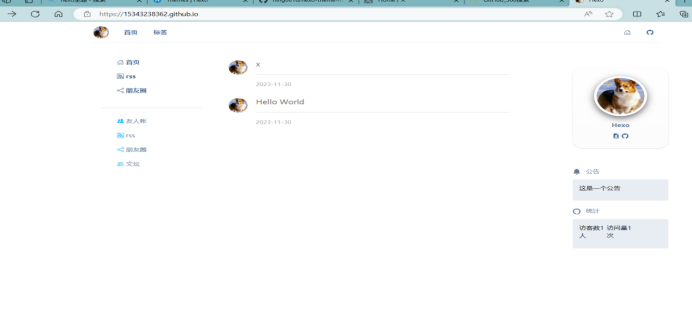 Hexo
https://15343238362.github.io
首页 标签
首页
rss
朋友圈
友人帐
rss
朋友圈
文坛
x
2023-11-30
Hello World
2023-11-30
Hexo
公告
这是一个公告
统计
访客数1 访问量1
人 次